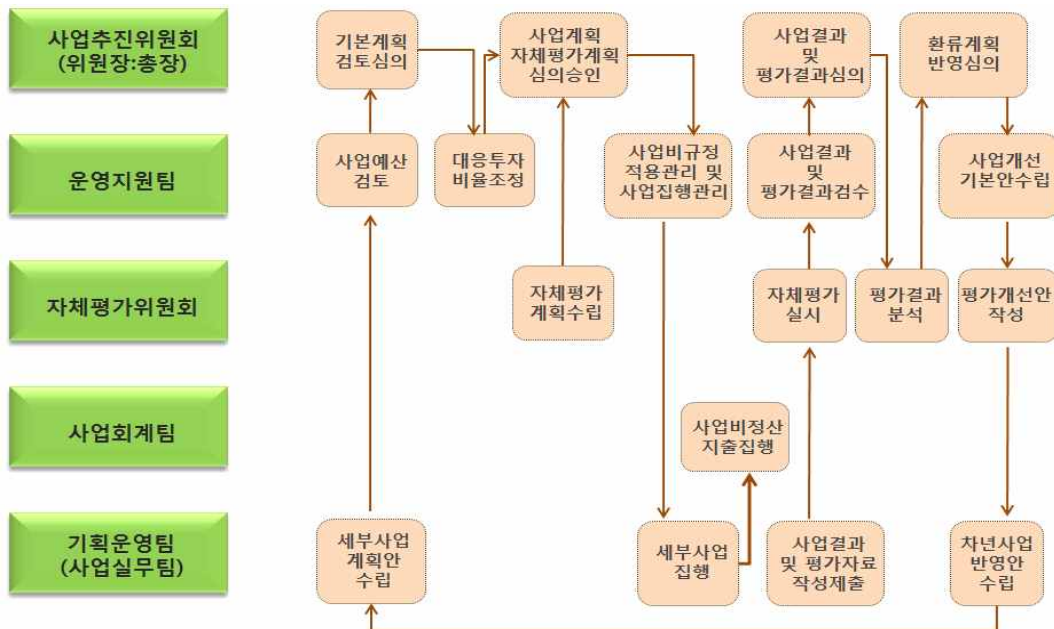 사업추진위원회
(위원장:총장)
기본계획
검토심의
사업계획
자체평가계획
심의승인
사업결과
및
평가결과심의
환류계획
반영심의
운영지원팀
사업예산
검토
대응투자
비율조정
사업비규정
적용관리 및
사업집행관리
사업결과
및
평가결과검수
사업개선
기본안수립
자체평가위원회
자체평가
계획수립
자체평가
실시
평가결과
분석
평가개선안
작성
사업회계팀
사업비정산
지출집행
기획운영팀
(사업실무팀)
세부사업
계획안
수립
세부사업
집행
사업결과
및 평가자료
작성제출
차년사업
반영안
수립